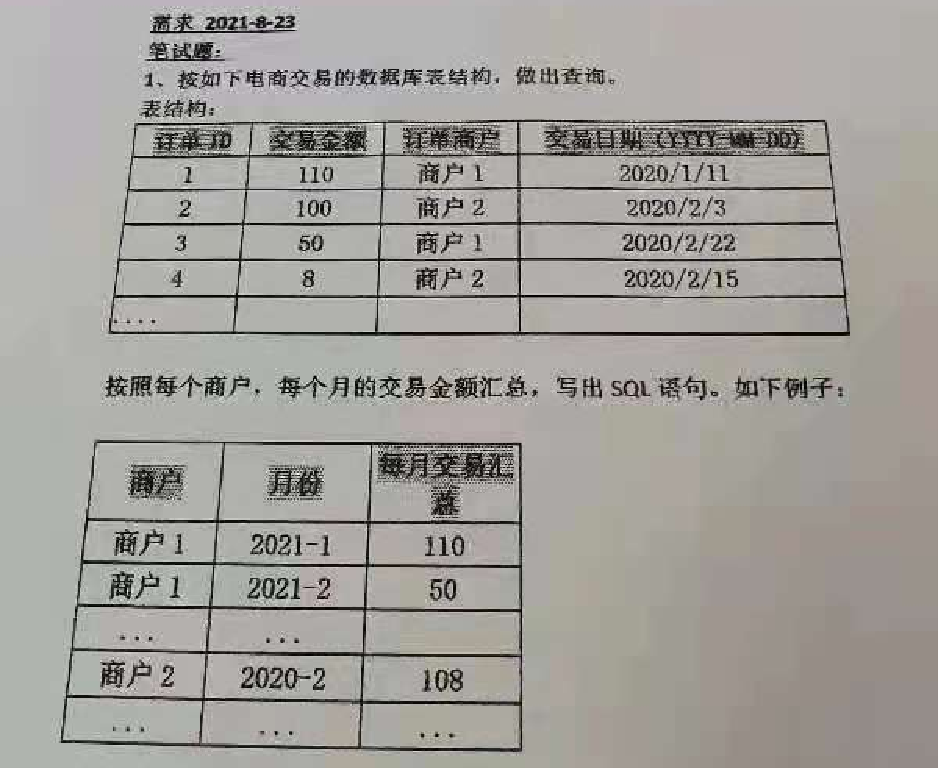 需求 2021-8-23
笔试题：
1、按如下电商交易的数据库表结构，做出查询。
表结构：
订单ID 交易金额 订单商户 交易日期（YYYY-MM-DD）
1 110 商户1 2020/1/11
2 100 商户2 2020/2/3
3 50 商户1 2020/2/22
4 8 商户2 2020/2/15
....
按照每个商户，每个月的交易金额汇总，写出SQL语句。如下例子：
商户 月份 每月交易汇
总
商户1 2021-1 110
商户1 2021-2 50
... ...
商户2 2020-2 108
... ... ...